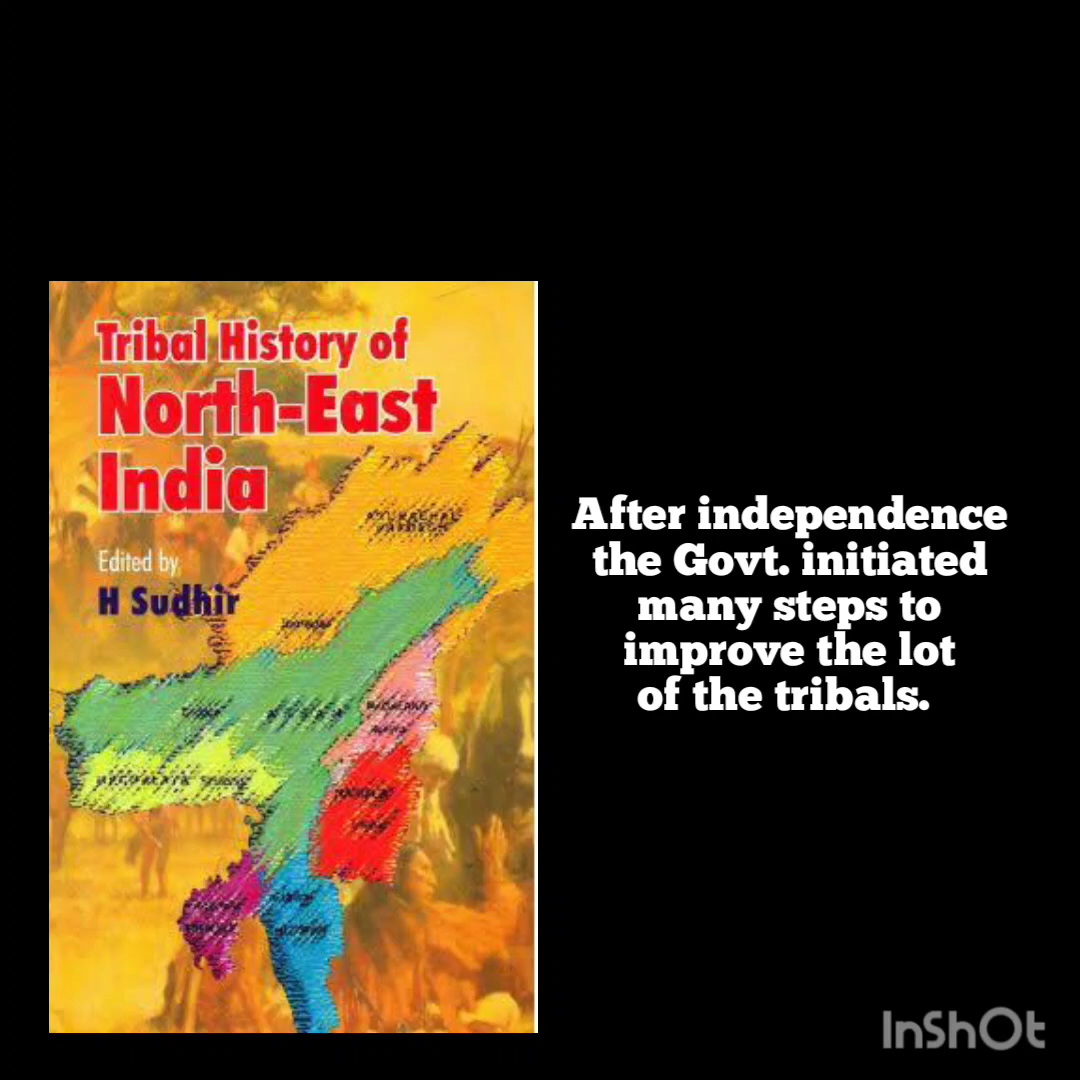 Tribal History of
North-East
India
Edited by
H Sudhir
After independence
the Govt. initiated
many steps to
improve the lot
of the tribals.
InShOt